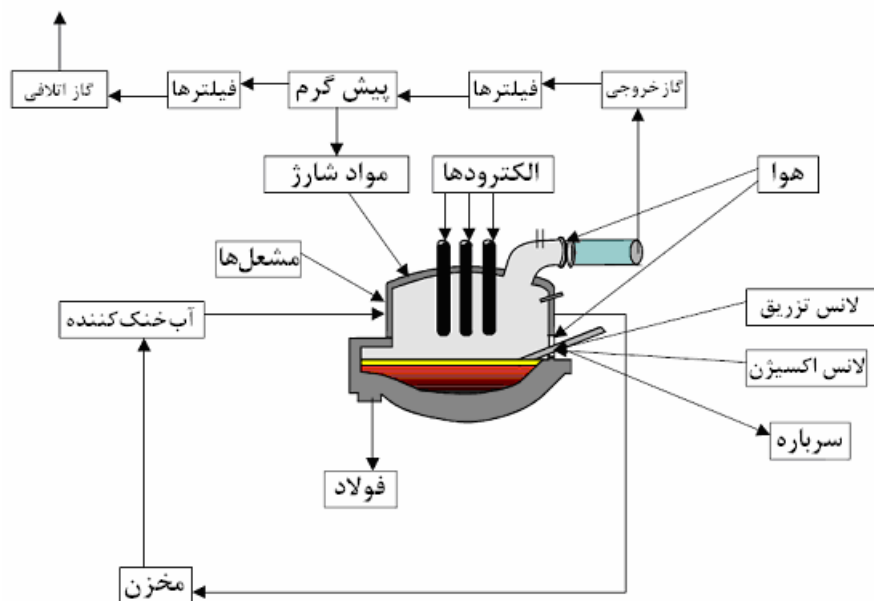 گاز خروجی
فیلترها
پیش گرم
فیلترها
گاز اتلافی
هوا
الکترودها
مواد شارژ
مشعل‌ها
آب خنک‌کننده
لانس تزریق
لانس اکسیژن
سرباره
فولاد
مخزن